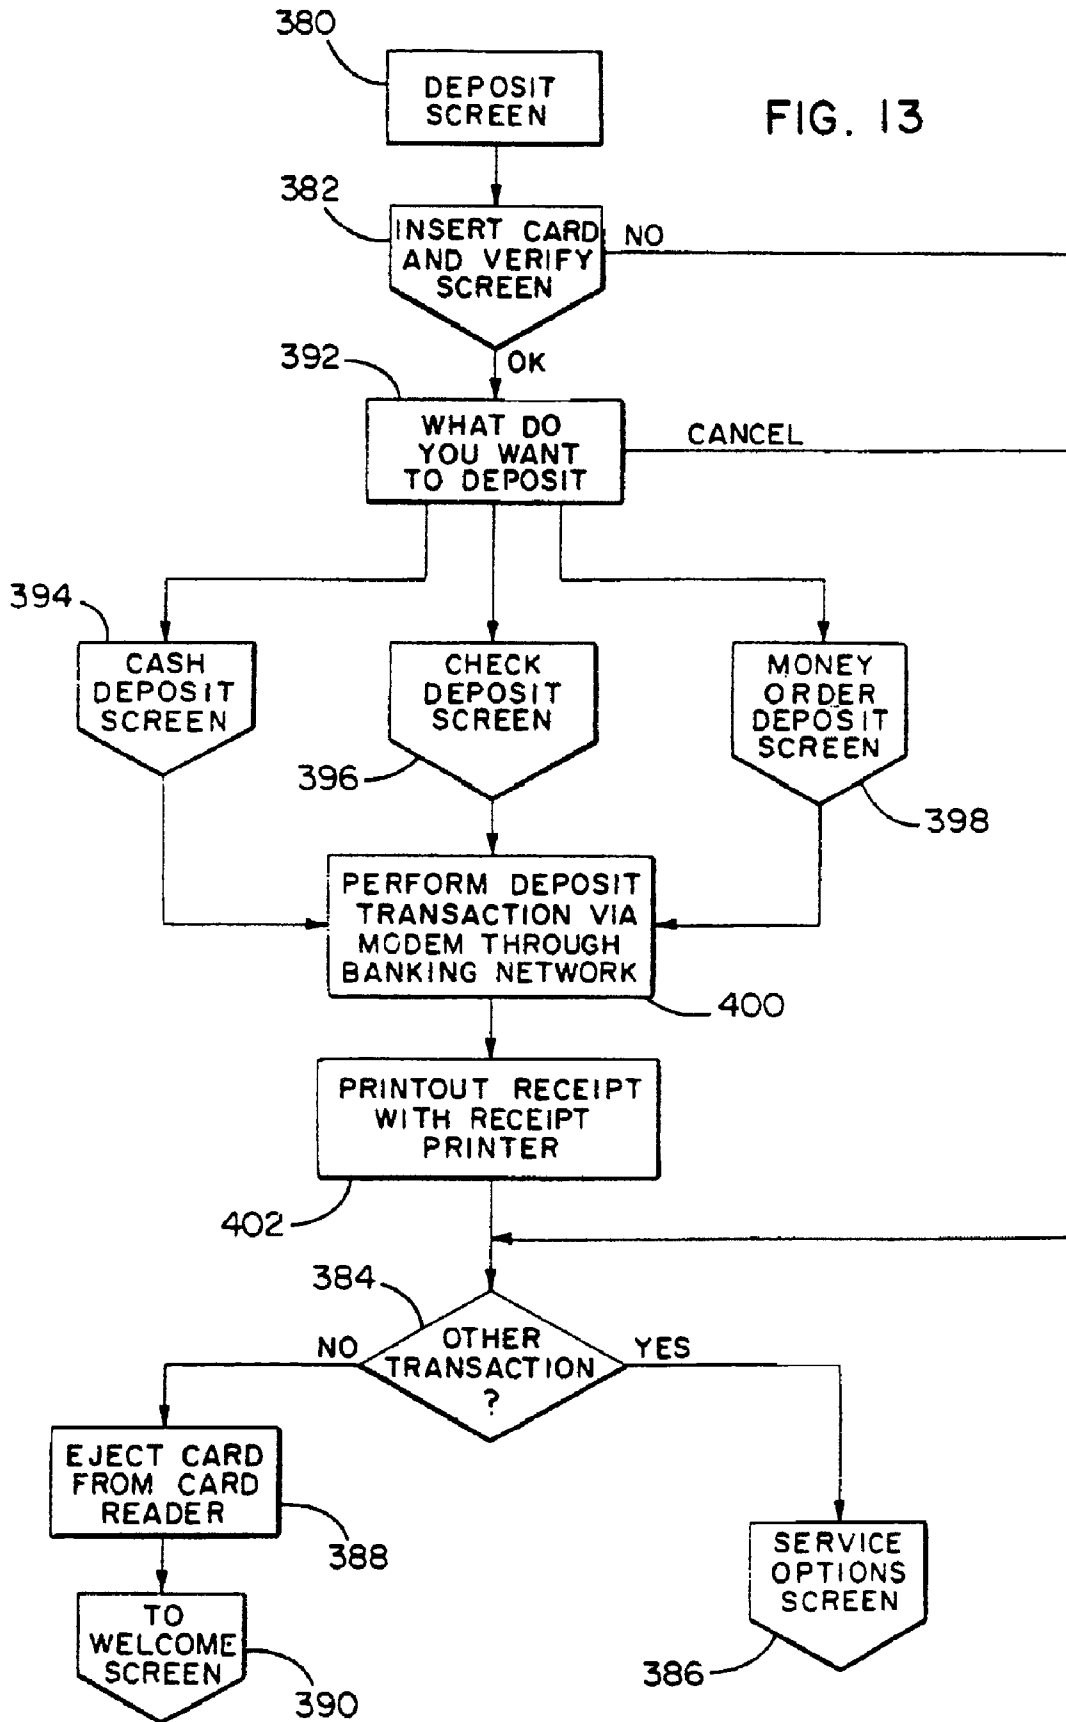 380
DEPOSIT
SCREEN
FIG. 13
382
INSERT CARD
AND VERIFY
SCREEN
NO
OK
392
WHAT DO
YOU WANT
TO DEPOSIT
CANCEL
394
CASH
DEPOSIT
SCREEN
CHECK
DEPOSIT
SCREEN
396
MONEY
ORDER
DEPOSIT
SCREEN
398
PERFORM DEPOSIT
TRANSACTION VIA
MODEM THROUGH
BANKING NETWORK
400
PRINTOUT RECEIPT
WITH RECEIPT
PRINTER
402
384
OTHER
TRANSACTION
?
NO
YES
EJECT CARD
FROM CARD
READER
388
TO
WELCOME
SCREEN
390
SERVICE
OPTIONS
SCREEN
386